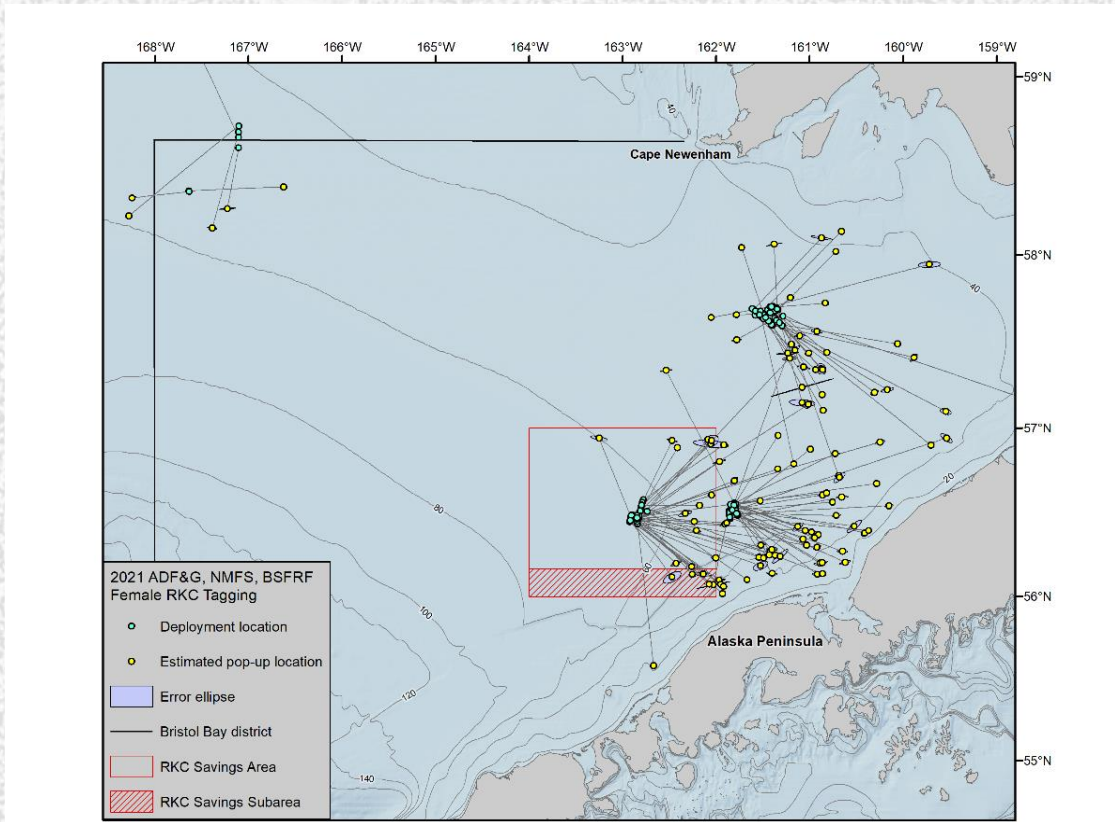 168°W 167°W 166°W 165°W 164°W 163°W 162°W 161°W 160°W 159°W
59°N
40
Cape Newenham
58°N
40
57°N
20
80
60
56°N
2021 ADF&G, NMFS, BSFRF
Female RKC Tagging
Deployment location
Estimated pop-up location
Error ellipse
Bristol Bay district
RKC Savings Area
RKC Savings Subarea
100
Alaska Peninsula
120
140
55°N